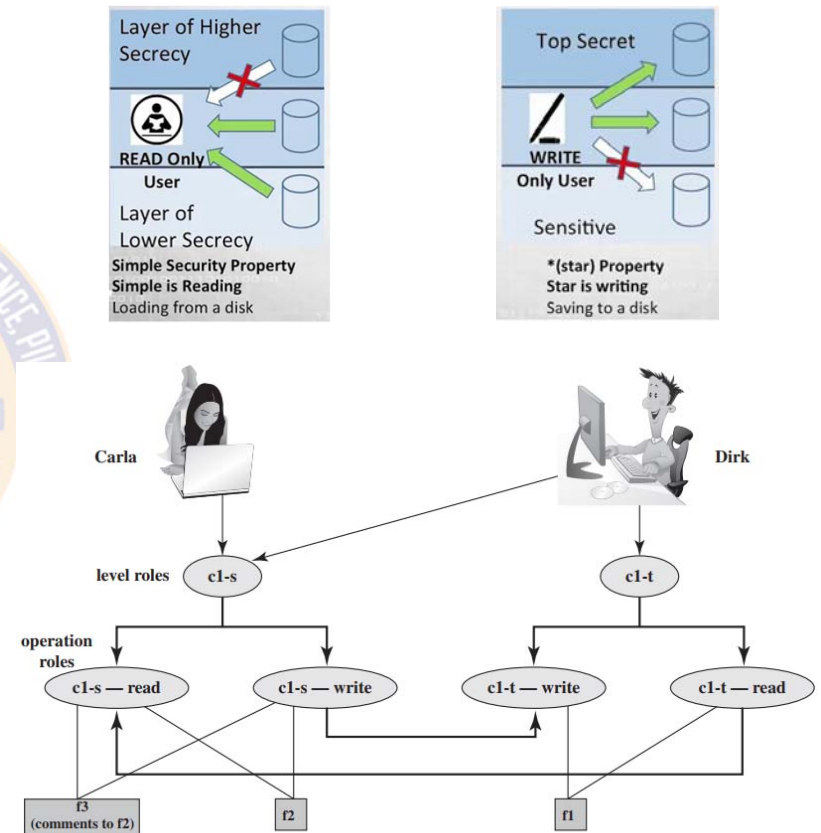 Layer of Higher
Secrecy
READ Only
User
Layer of
Lower Secrecy
Simple Security Property
Simple is Reading
Loading from a disk
Top Secret
WRITE
Only User
Sensitive
*(star) Property
Star is writing
Saving to a disk
ENCE, PIL
Carla
Dirk
level roles
c1-s
c1-t
operation
roles
c1-s — read
c1-s — write
c1-t — write
c1-t — read
f3
(comments to f2)
f2
f1